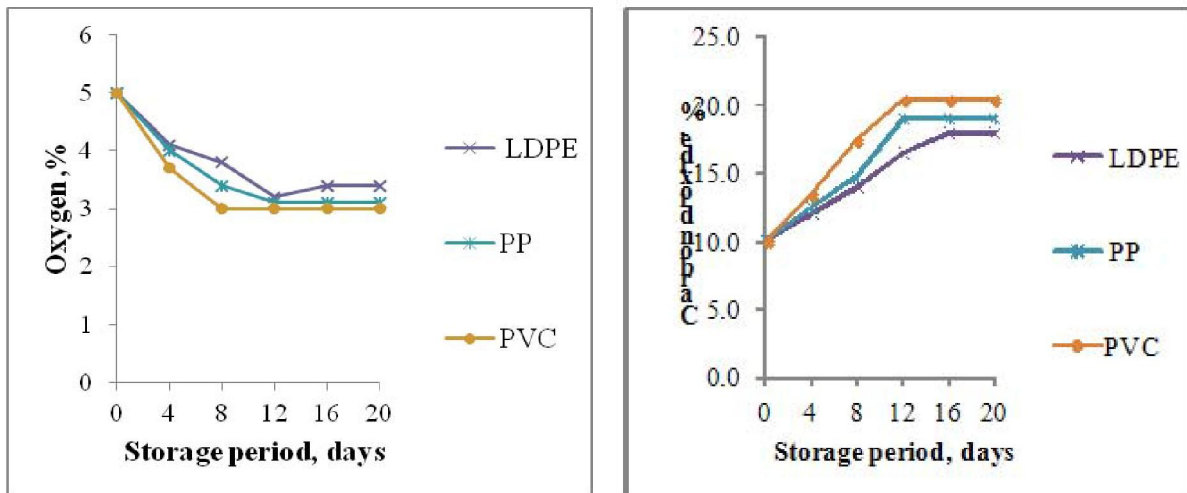 6
5
4
3
2
1
0
Oxygen,%
0 4 8 12 16 20
Storage period, days
LDPE
PP
PVC
25.0
20.0
15.0
10.0
5.0
0.0
Carbondioxide %
0 4 8 12 16 20
Storage period, days
LDPE
PP
PVC